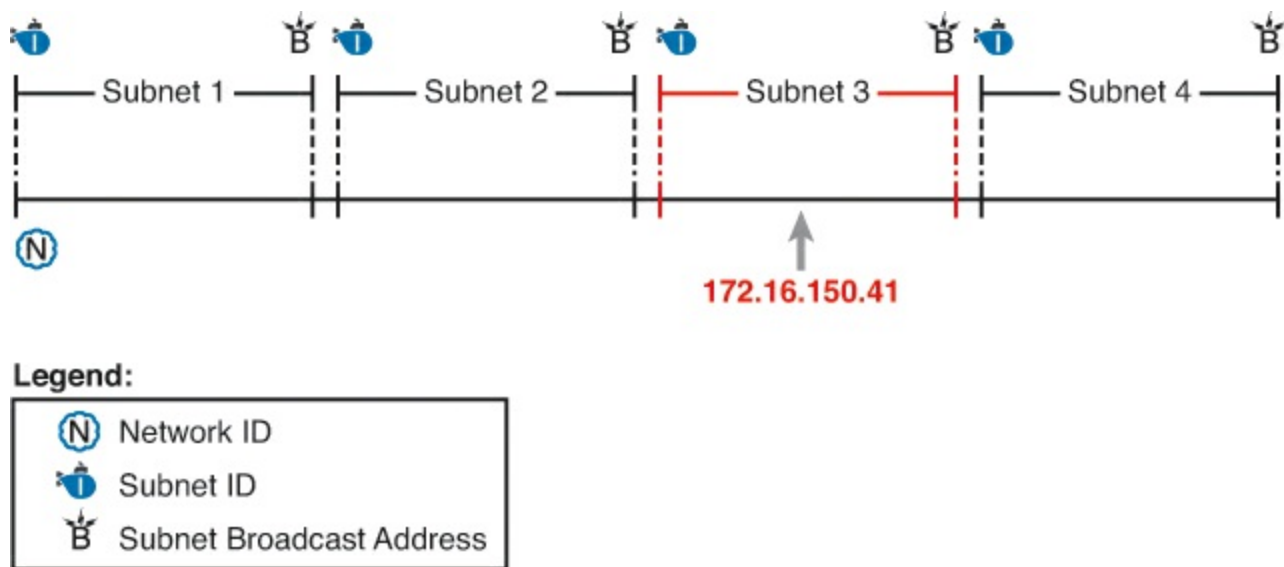 I B I B I B I B
Subnet 1 Subnet 2 Subnet 3 Subnet 4
N
172.16.150.41
Legend:
N Network ID
I Subnet ID
B Subnet Broadcast Address